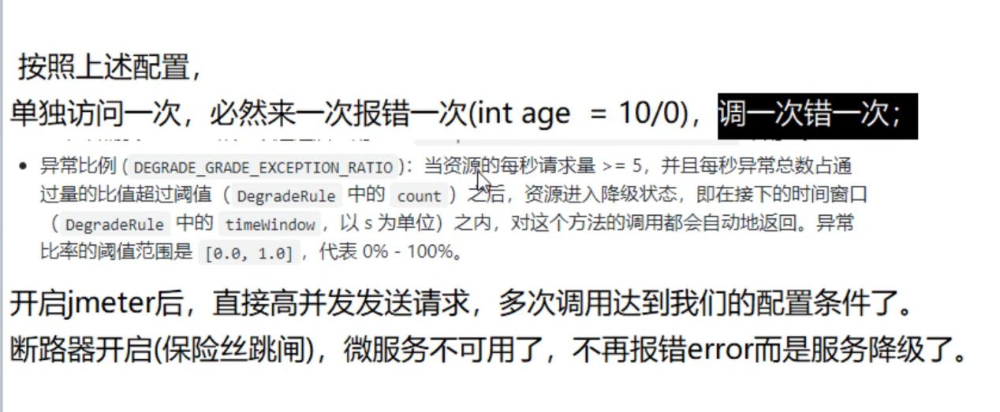 按照上述配置，
单独访问一次，必然来一次报错一次(int age = 10/0)，调一次错一次；
• 异常比例 (DEGRADE_GRADE_EXCEPTION_RATIO)：当资源的每秒请求量 >= 5，并且每秒异常总数占通
过量的比值超过阈值（DegradeRule 中的 count）之后，资源进入降级状态，即在接下的时间窗口
（DegradeRule 中的 timeWindow，以 s 为单位）之内，对这个方法的调用都会自动地返回。异常
比率的阈值范围是 [0.0, 1.0]，代表 0% - 100%。
开启jmeter后，直接高并发发送请求，多次调用达到我们的配置条件了。
断路器开启(保险丝跳闸)，微服务不可用了，不再报错error而是服务降级了。